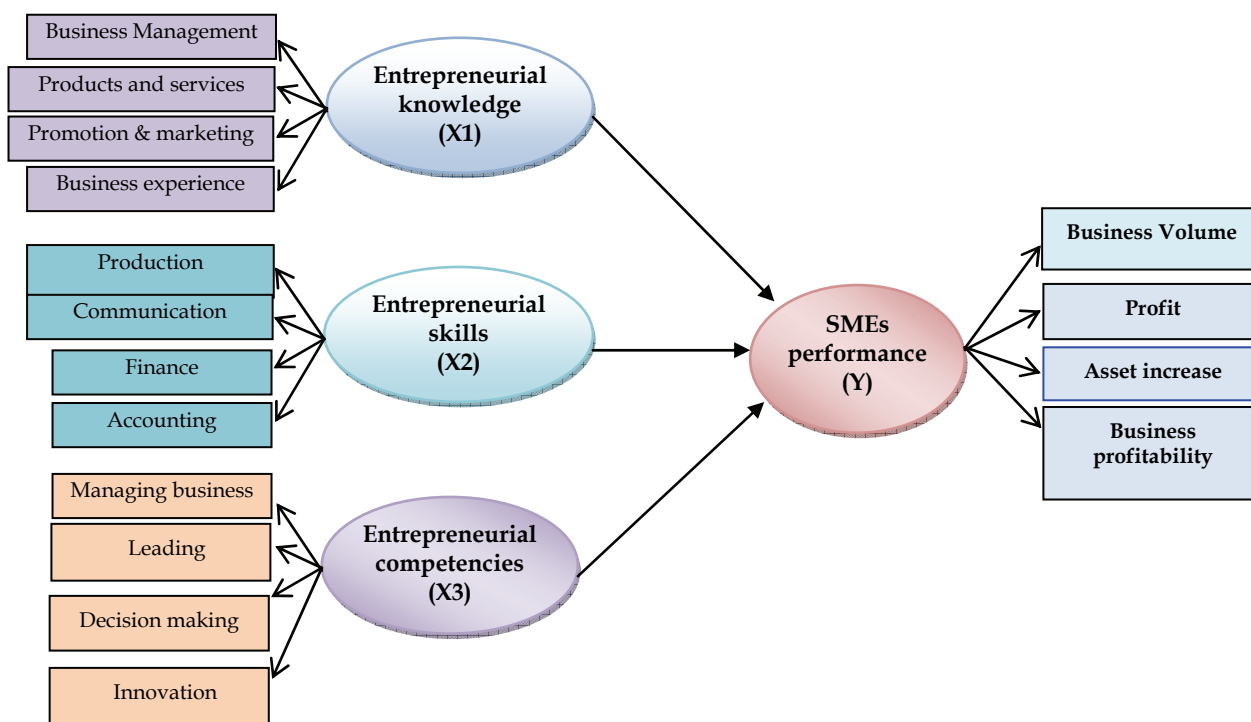 Business Management
Products and services
Promotion & marketing
Business experience
Entrepreneurial
knowledge
(X1)
Production
Communication
Finance
Accounting
Entrepreneurial
skills
(X2)
Managing business
Leading
Decision making
Innovation
Entrepreneurial
competencies
(X3)
SMEs
performance
(Y)
Business Volume
Profit
Asset increase
Business
profitability